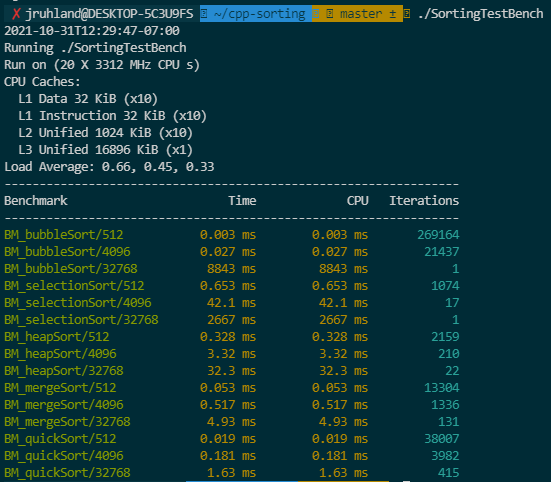 ✗ jruhland@DESKTOP-5C3U9FS ~/cpp-sorting master ± ./SortingTestBench
2021-10-31T12:29:47-07:00
Running ./SortingTestBench
Run on (20 X 3312 MHz CPU s)
CPU Caches:
  L1 Data 32 KiB (x10)
  L1 Instruction 32 KiB (x10)
  L2 Unified 1024 KiB (x10)
  L3 Unified 16896 KiB (x1)
Load Average: 0.66, 0.45, 0.33
---------------------------------------------------------------
Benchmark                     Time             CPU   Iterations
---------------------------------------------------------------
BM_bubbleSort/512         0.003 ms        0.003 ms       269164
BM_bubbleSort/4096        0.027 ms        0.027 ms        21437
BM_bubbleSort/32768        8843 ms         8843 ms            1
BM_selectionSort/512      0.653 ms        0.653 ms         1074
BM_selectionSort/4096      42.1 ms         42.1 ms           17
BM_selectionSort/32768     2667 ms         2667 ms            1
BM_heapSort/512           0.328 ms        0.328 ms         2159
BM_heapSort/4096           3.32 ms         3.32 ms          210
BM_heapSort/32768          32.3 ms         32.3 ms           22
BM_mergeSort/512          0.053 ms        0.053 ms        13304
BM_mergeSort/4096         0.517 ms        0.517 ms         1336
BM_mergeSort/32768         4.93 ms         4.93 ms          131
BM_quickSort/512          0.019 ms        0.019 ms        38007
BM_quickSort/4096         0.181 ms        0.181 ms         3982
BM_quickSort/32768         1.63 ms         1.63 ms          415